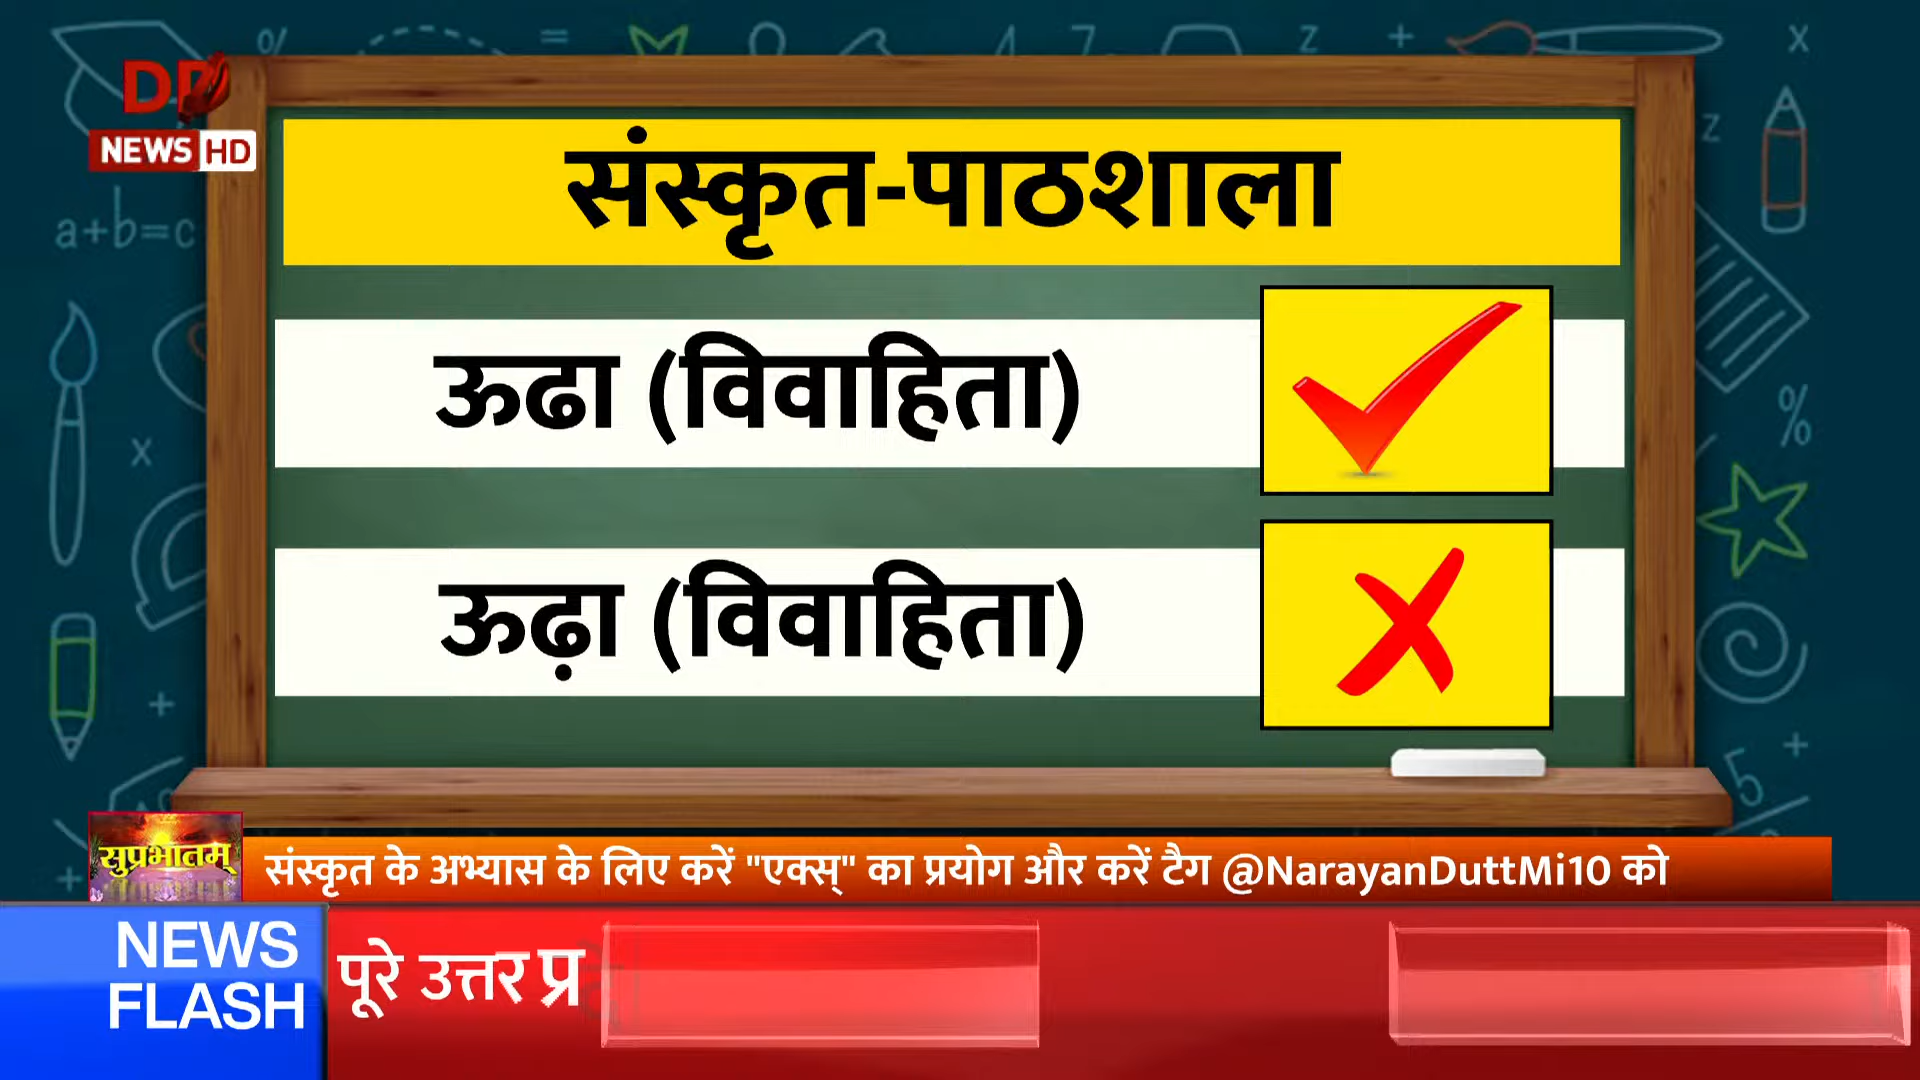 DD
NEWS HD
संस्कृत-पाठशाला
ऊढा (विवाहिता)
ऊढ़ा (विवाहिता)
सुप्रभातम्
संस्कृत के अभ्यास के लिए करें "एक्स्" का प्रयोग और करें टैग @NarayanDuttMi10 को
NEWS
FLASH
पूरे उत्तर प्र
a+b=c